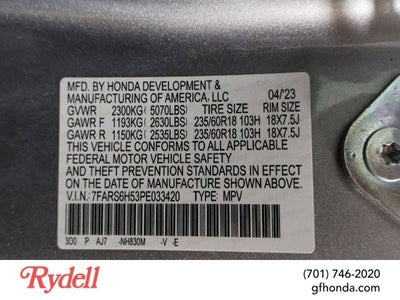 MFD. BY HONDA DEVELOPMENT & 04/'23
MANUFACTURING OF AMERICA, LLC
GVWR 2300KG ( 5070LBS) TIRE SIZE RIM SIZE
GAWR F 1193KG ( 2630LBS) 235/60R18 103H 18X7.5J
GAWR R 1150KG ( 2535LBS) 235/60R18 103H 18X7.5J
THIS VEHICLE CONFORMS TO ALL APPLICABLE
FEDERAL MOTOR VEHICLE SAFETY AND
THEFT PREVENTION STANDARDS IN EFFECT ON
THE DATE OF MANUFACTURE SHOWN ABOVE.
V.I.N.: 7FARS6H53PE033420 TYPE: MPV
3D0 P AJ7 -NH830M -V -E
Rydell
(701) 746-2020
gfhonda.com